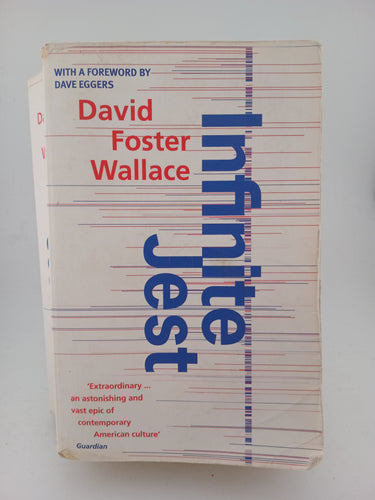 WITH A FOREWORD BY
DAVE EGGERS
David
Foster
Wallace
Infinite
Jest
'Extraordinary ...
an astonishing and
vast epic of
contemporary
American culture'
Guardian